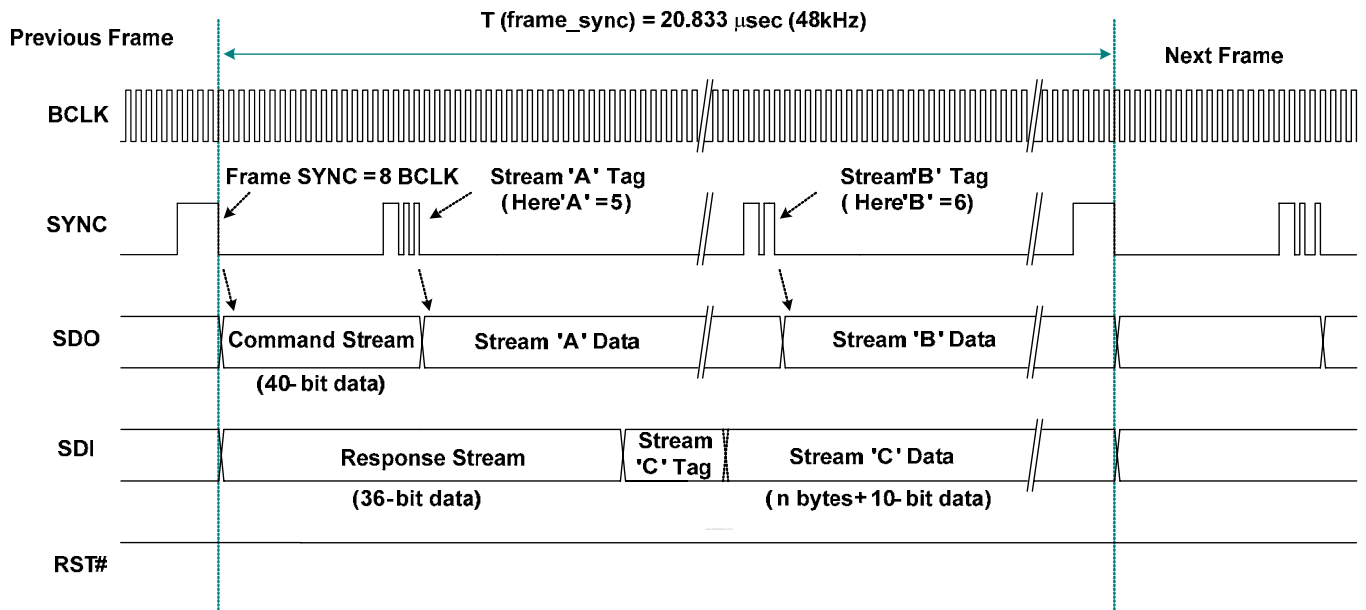 T (frame_sync) = 20.833 µsec (48kHz)
Previous Frame
Next Frame
BCLK
Frame SYNC = 8 BCLK
Stream 'A' Tag
(Here 'A' = 5)
Stream 'B' Tag
( Here 'B' = 6)
SYNC
SDO
Command Stream
Stream 'A' Data
Stream 'B' Data
(40-bit data)
SDI
Response Stream
Stream
'C' Tag
Stream 'C' Data
(36-bit data)
( n bytes + 10-bit data)
RST#